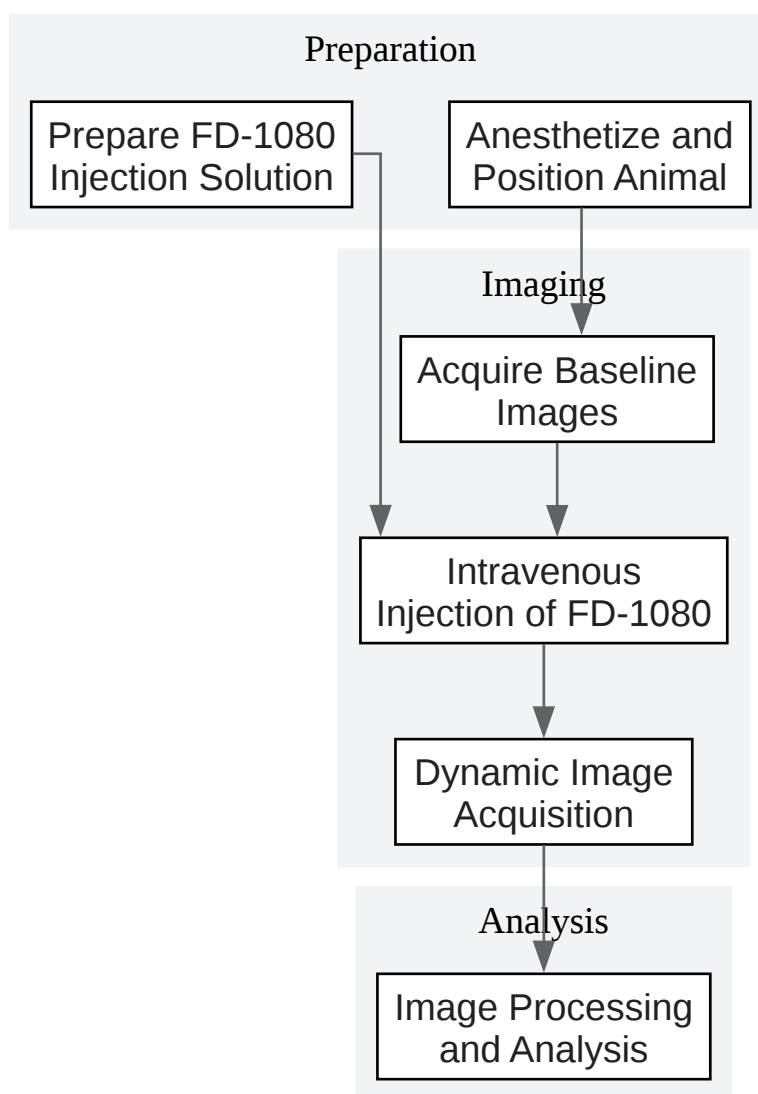 Preparation
Prepare FD-1080
Injection Solution
Anesthetize and
Position Animal
Imaging
Acquire Baseline
Images
Intravenous
Injection of FD-1080
Dynamic Image
Acquisition
Analysis
Image Processing
and Analysis